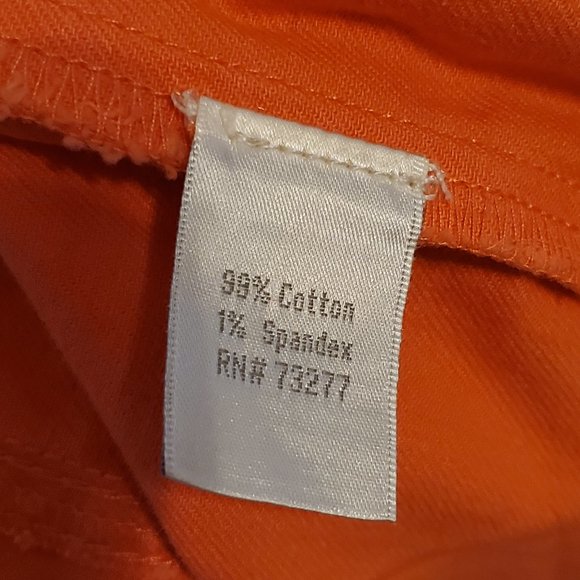 99% Cotton
1% Spandex
RN# 73277